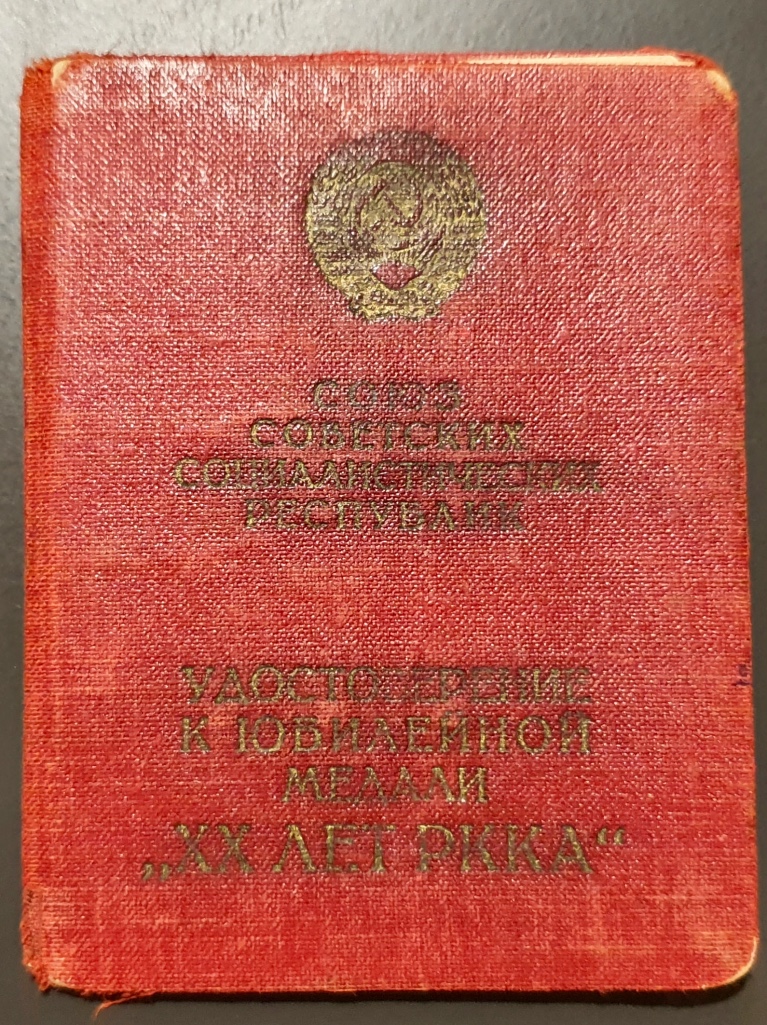 СОЮЗ
СОВЕТСКИХ
СОЦИАЛИСТИЧЕСКИХ
РЕСПУБЛИК
УДОСТОВЕРЕНИЕ
К ЮБИЛЕЙНОЙ
МЕДАЛИ
„XX ЛЕТ РККА“